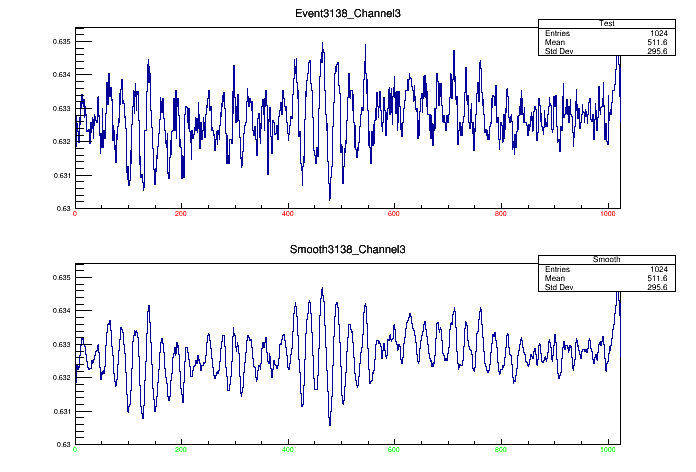 Event3138_Channel3
Test
Entries 1024
Mean 511.6
Std Dev 295.6
0.635
0.634
0.633
0.632
0.631
0.63
0 200 400 600 800 1000
Smooth3138_Channel3
Smooth
Entries 1024
Mean 511.6
Std Dev 295.6
0.635
0.634
0.633
0.632
0.631
0.63
0 200 400 600 800 1000